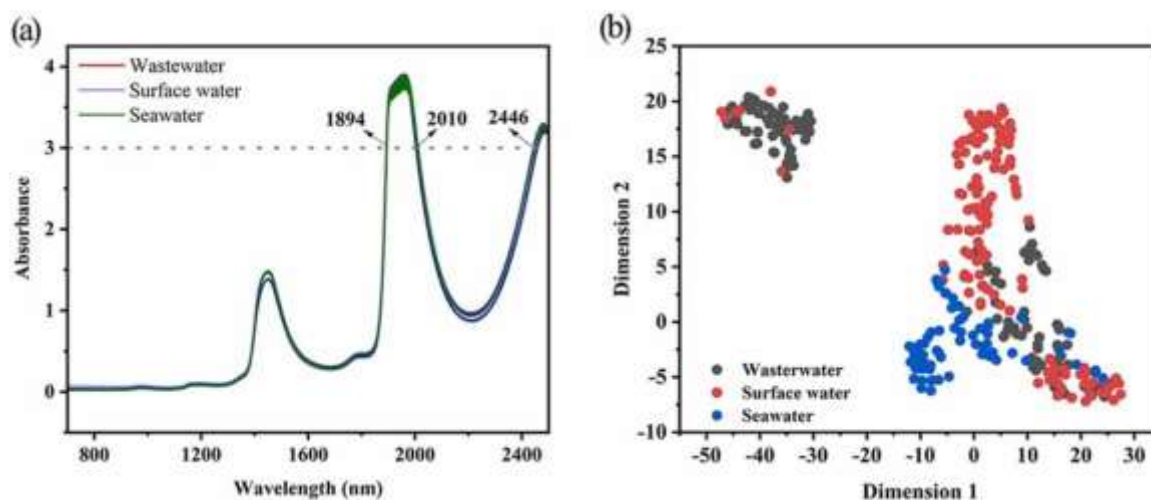 (a)
Absorbance
4
3
2
1
0
Wastewater
Surface water
Seawater
1894
2010
2446
800 1200 1600 2000 2400
Wavelength (nm)
(b)
Dimension 2
25
20
15
10
5
0
-5
-10
Wasterwater
Surface water
Seawater
-50 -40 -30 -20 -10 0 10 20 30
Dimension 1